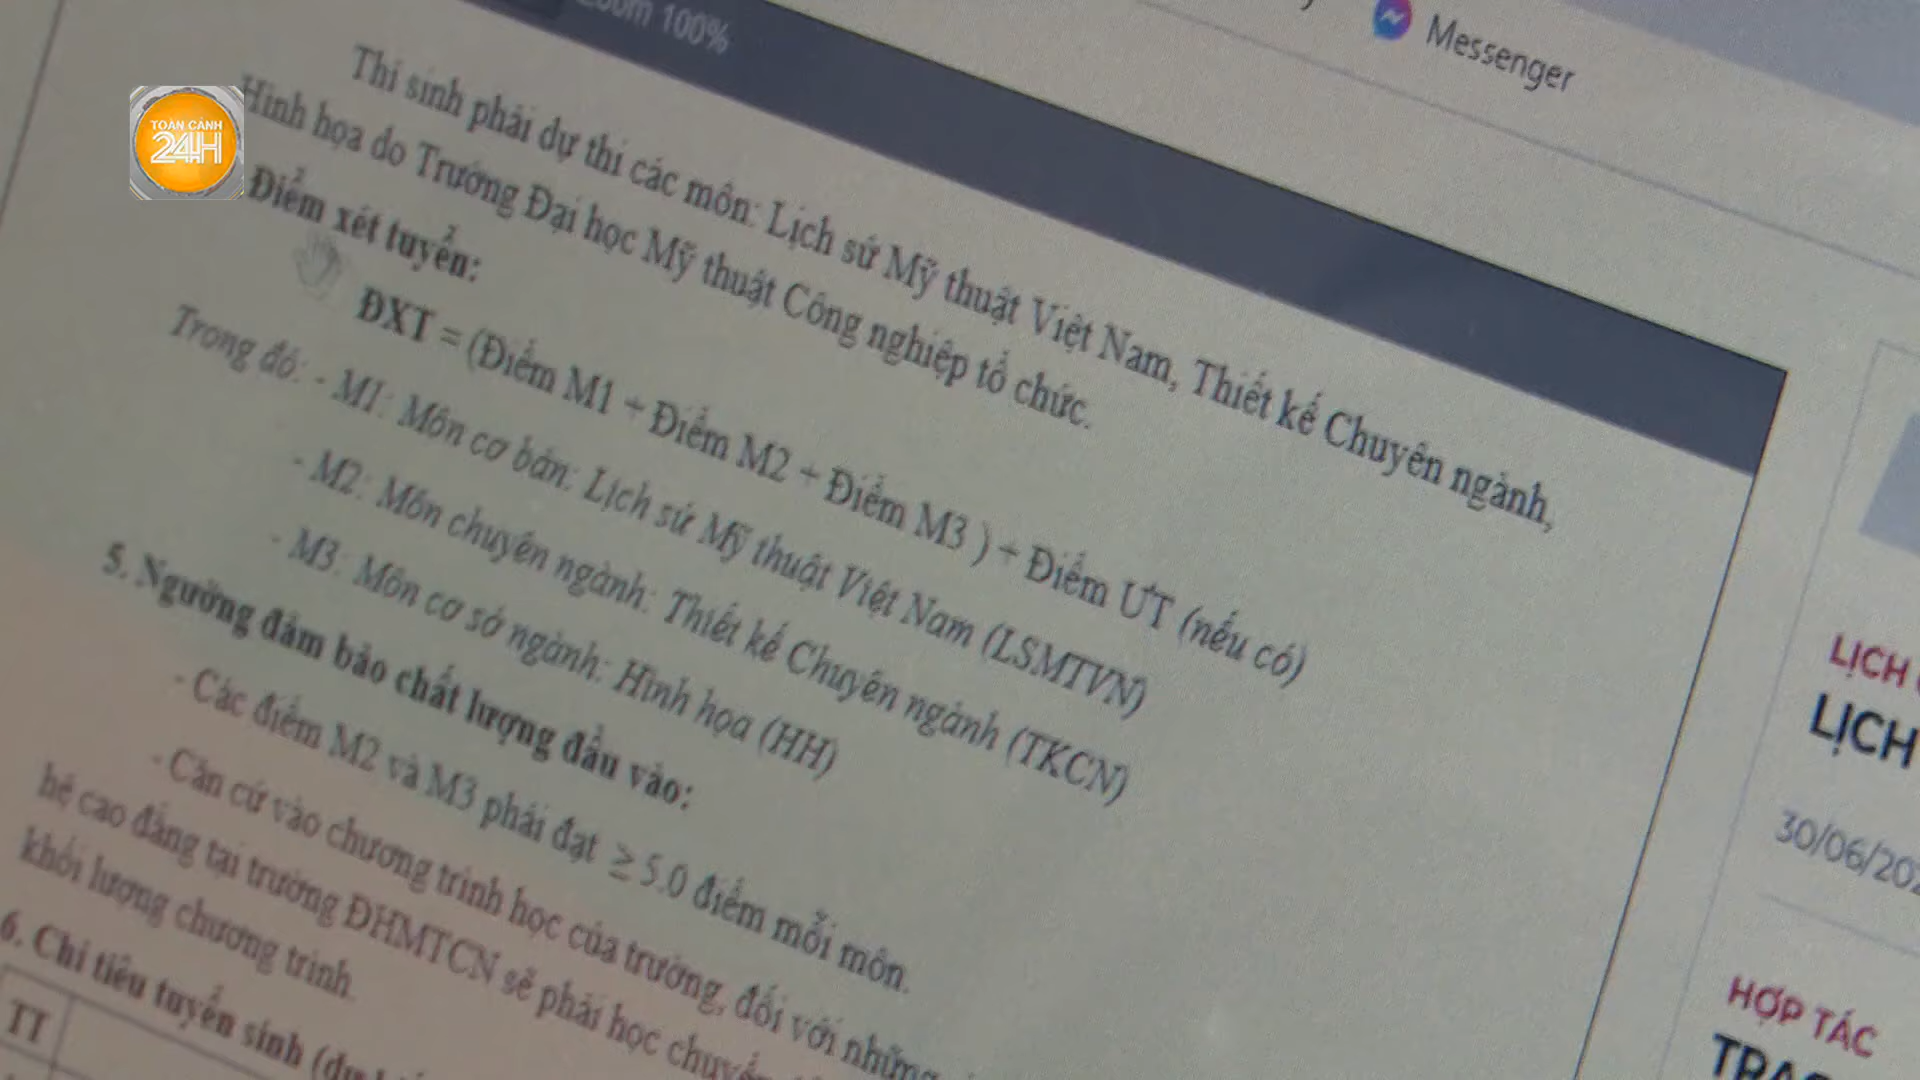 Zoom 100%
Messenger
TOÀN CẢNH
24H
Thí sinh phải dự thi các môn: Lịch sử Mỹ thuật Việt Nam, Thiết kế Chuyên ngành,
Hình họa do Trường Đại học Mỹ thuật Công nghiệp tổ chức.
Điểm xét tuyển:
ĐXT = (Điểm M1 + Điểm M2 + Điểm M3 ) + Điểm ƯT (nếu có)
Trong đó: - M1: Môn cơ bản: Lịch sử Mỹ thuật Việt Nam (LSMTVN)
- M2: Môn chuyên ngành: Thiết kế Chuyên ngành (TKCN)
- M3: Môn cơ sở ngành: Hình họa (HH)
5. Ngưỡng đảm bảo chất lượng đầu vào:
- Các điểm M2 và M3 phải đạt ≥ 5.0 điểm mỗi môn.
- Căn cứ vào chương trình học của trường, đối với những
hệ cao đẳng tại trường ĐHMTCN sẽ phải học chuyển
khối lượng chương trình.
6. Chỉ tiêu tuyển sinh
TT
LỊCH
LỊCH
30/06/202
HỢP TÁC